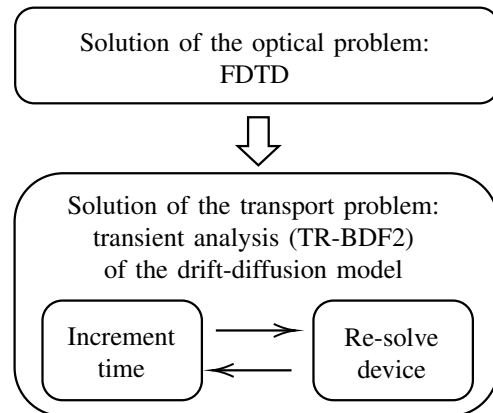 Solution of the optical problem:
FDTD
Solution of the transport problem:
transient analysis (TR-BDF2)
of the drift-diffusion model
Increment
time
Re-solve
device